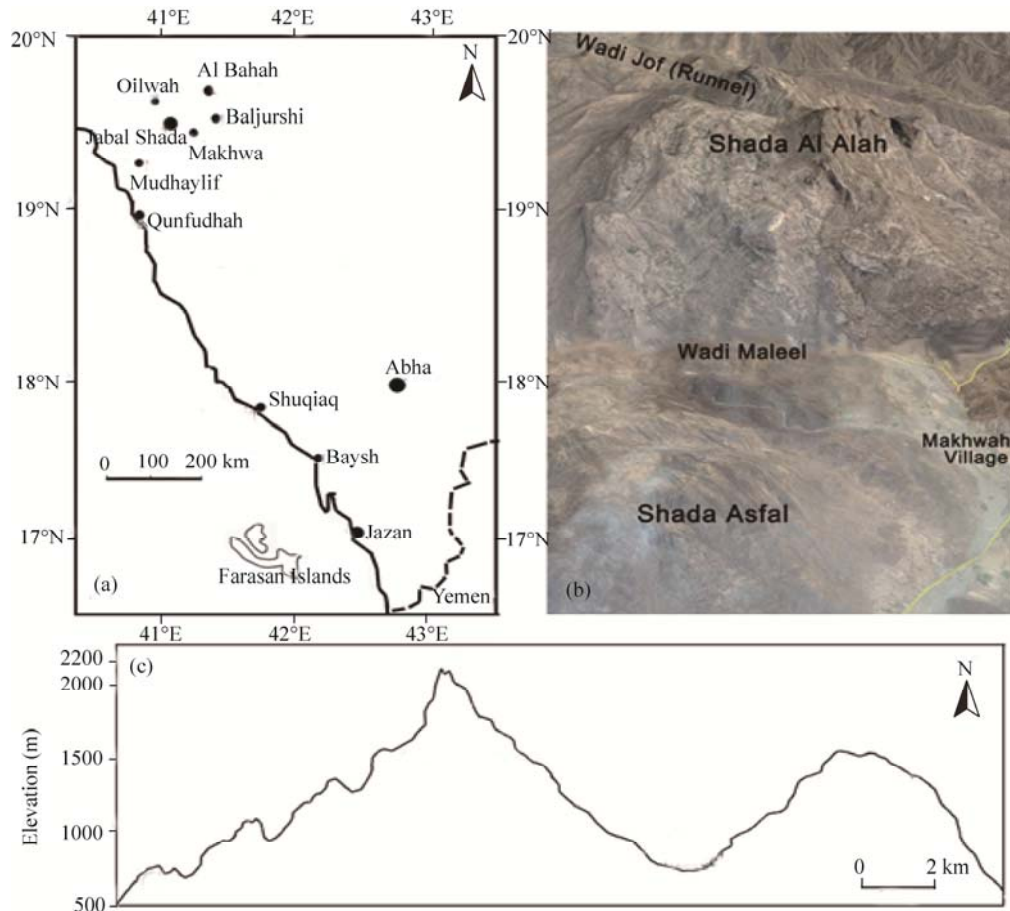 41°E
42°E
43°E
20°N
20°N
N
Al Bahah
Oilwah
Baljurshi
Jabal Shada
Makhwa
Mudhaylif
19°N
19°N
Qunfudhah
18°N
18°N
Abha
Shuqiaq
0 100 200 km
Baysh
17°N
17°N
Jazan
Farasan Islands
(a)
Yemen
41°E
42°E
43°E
Wadi Jof (Runnel)
Shada Al Alah
Wadi Maleel
Makhwah
Village
Shada Asfal
(b)
2200
(c)
N
2000
Elevation (m)
1500
1000
0 2 km
500